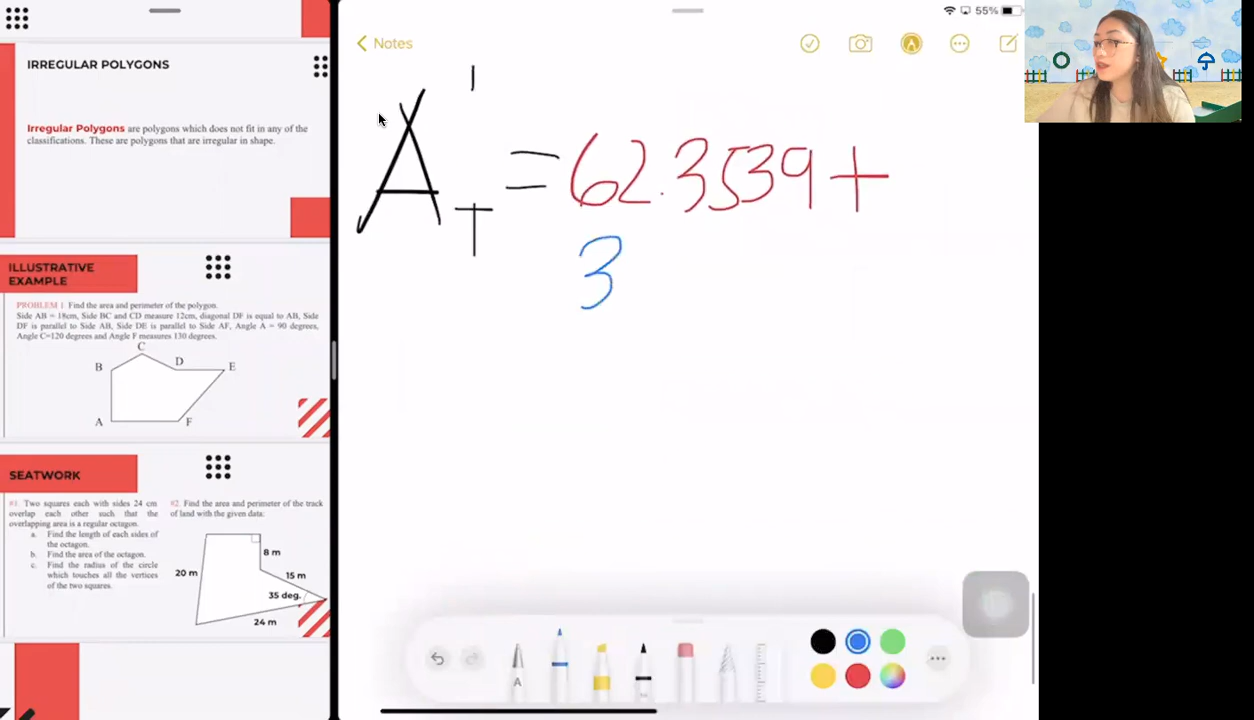 IRREGULAR POLYGONS
Irregular Polygons are polygons which does not fit in any of the
classifications. These are polygons that are irregular in shape.
ILLUSTRATIVE
EXAMPLE
PROBLEM 1 Find the area and perimeter of the polygon.
Side AB = 18cm, Side BC and CD measure 12cm, diagonal DF is equal to AB, Side
DF is parallel to Side AB, Side DE is parallel to Side AF, Angle A = 90 degrees,
Angle C=120 degrees and Angle F measures 130 degrees.
C
B
D
E
A
F
SEATWORK
#1. Two squares each with sides 24 cm
overlap each other such that the
overlapping area is a regular octagon.
a. Find the length of each sides of
the octagon.
b. Find the area of the octagon.
c. Find the radius of the circle
which touches all the vertices
of the two squares.
#2. Find the area and perimeter of the track
of land with the given data:
8 m
20 m
15 m
35 deg.
24 m
55%
Notes
A T = 62.3539 +
3
A